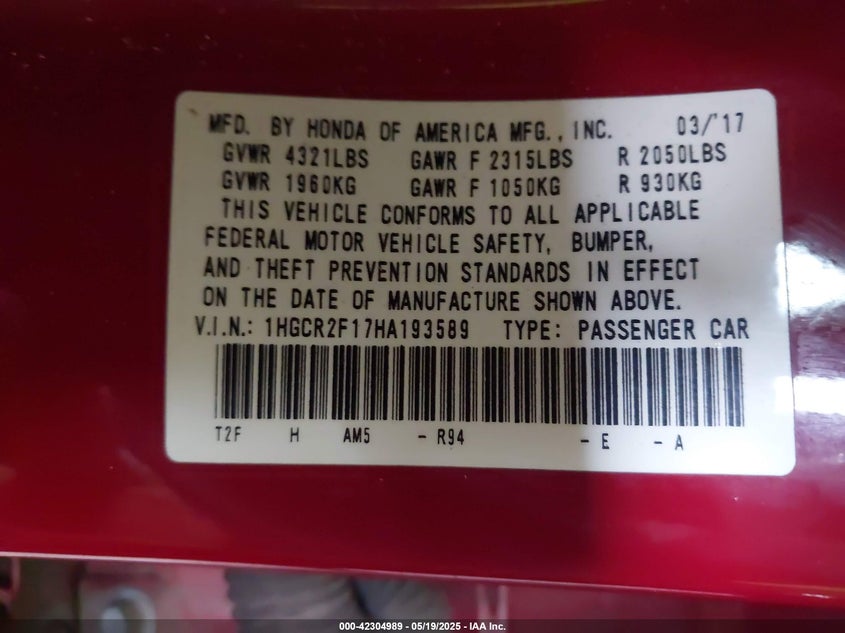 MFD. BY HONDA OF AMERICA MFG., INC. 03/'17
GVWR 4321LBS GAWR F 2315LBS R 2050LBS
GVWR 1960KG GAWR F 1050KG R 930KG
THIS VEHICLE CONFORMS TO ALL APPLICABLE
FEDERAL MOTOR VEHICLE SAFETY, BUMPER,
AND THEFT PREVENTION STANDARDS IN EFFECT
ON THE DATE OF MANUFACTURE SHOWN ABOVE.
V.I.N.: 1HGCR2F17HA193589 TYPE: PASSENGER CAR
T2F H AM5 - R94 - E - A
000-42304989 - 05/19/2025 - IAA Inc.